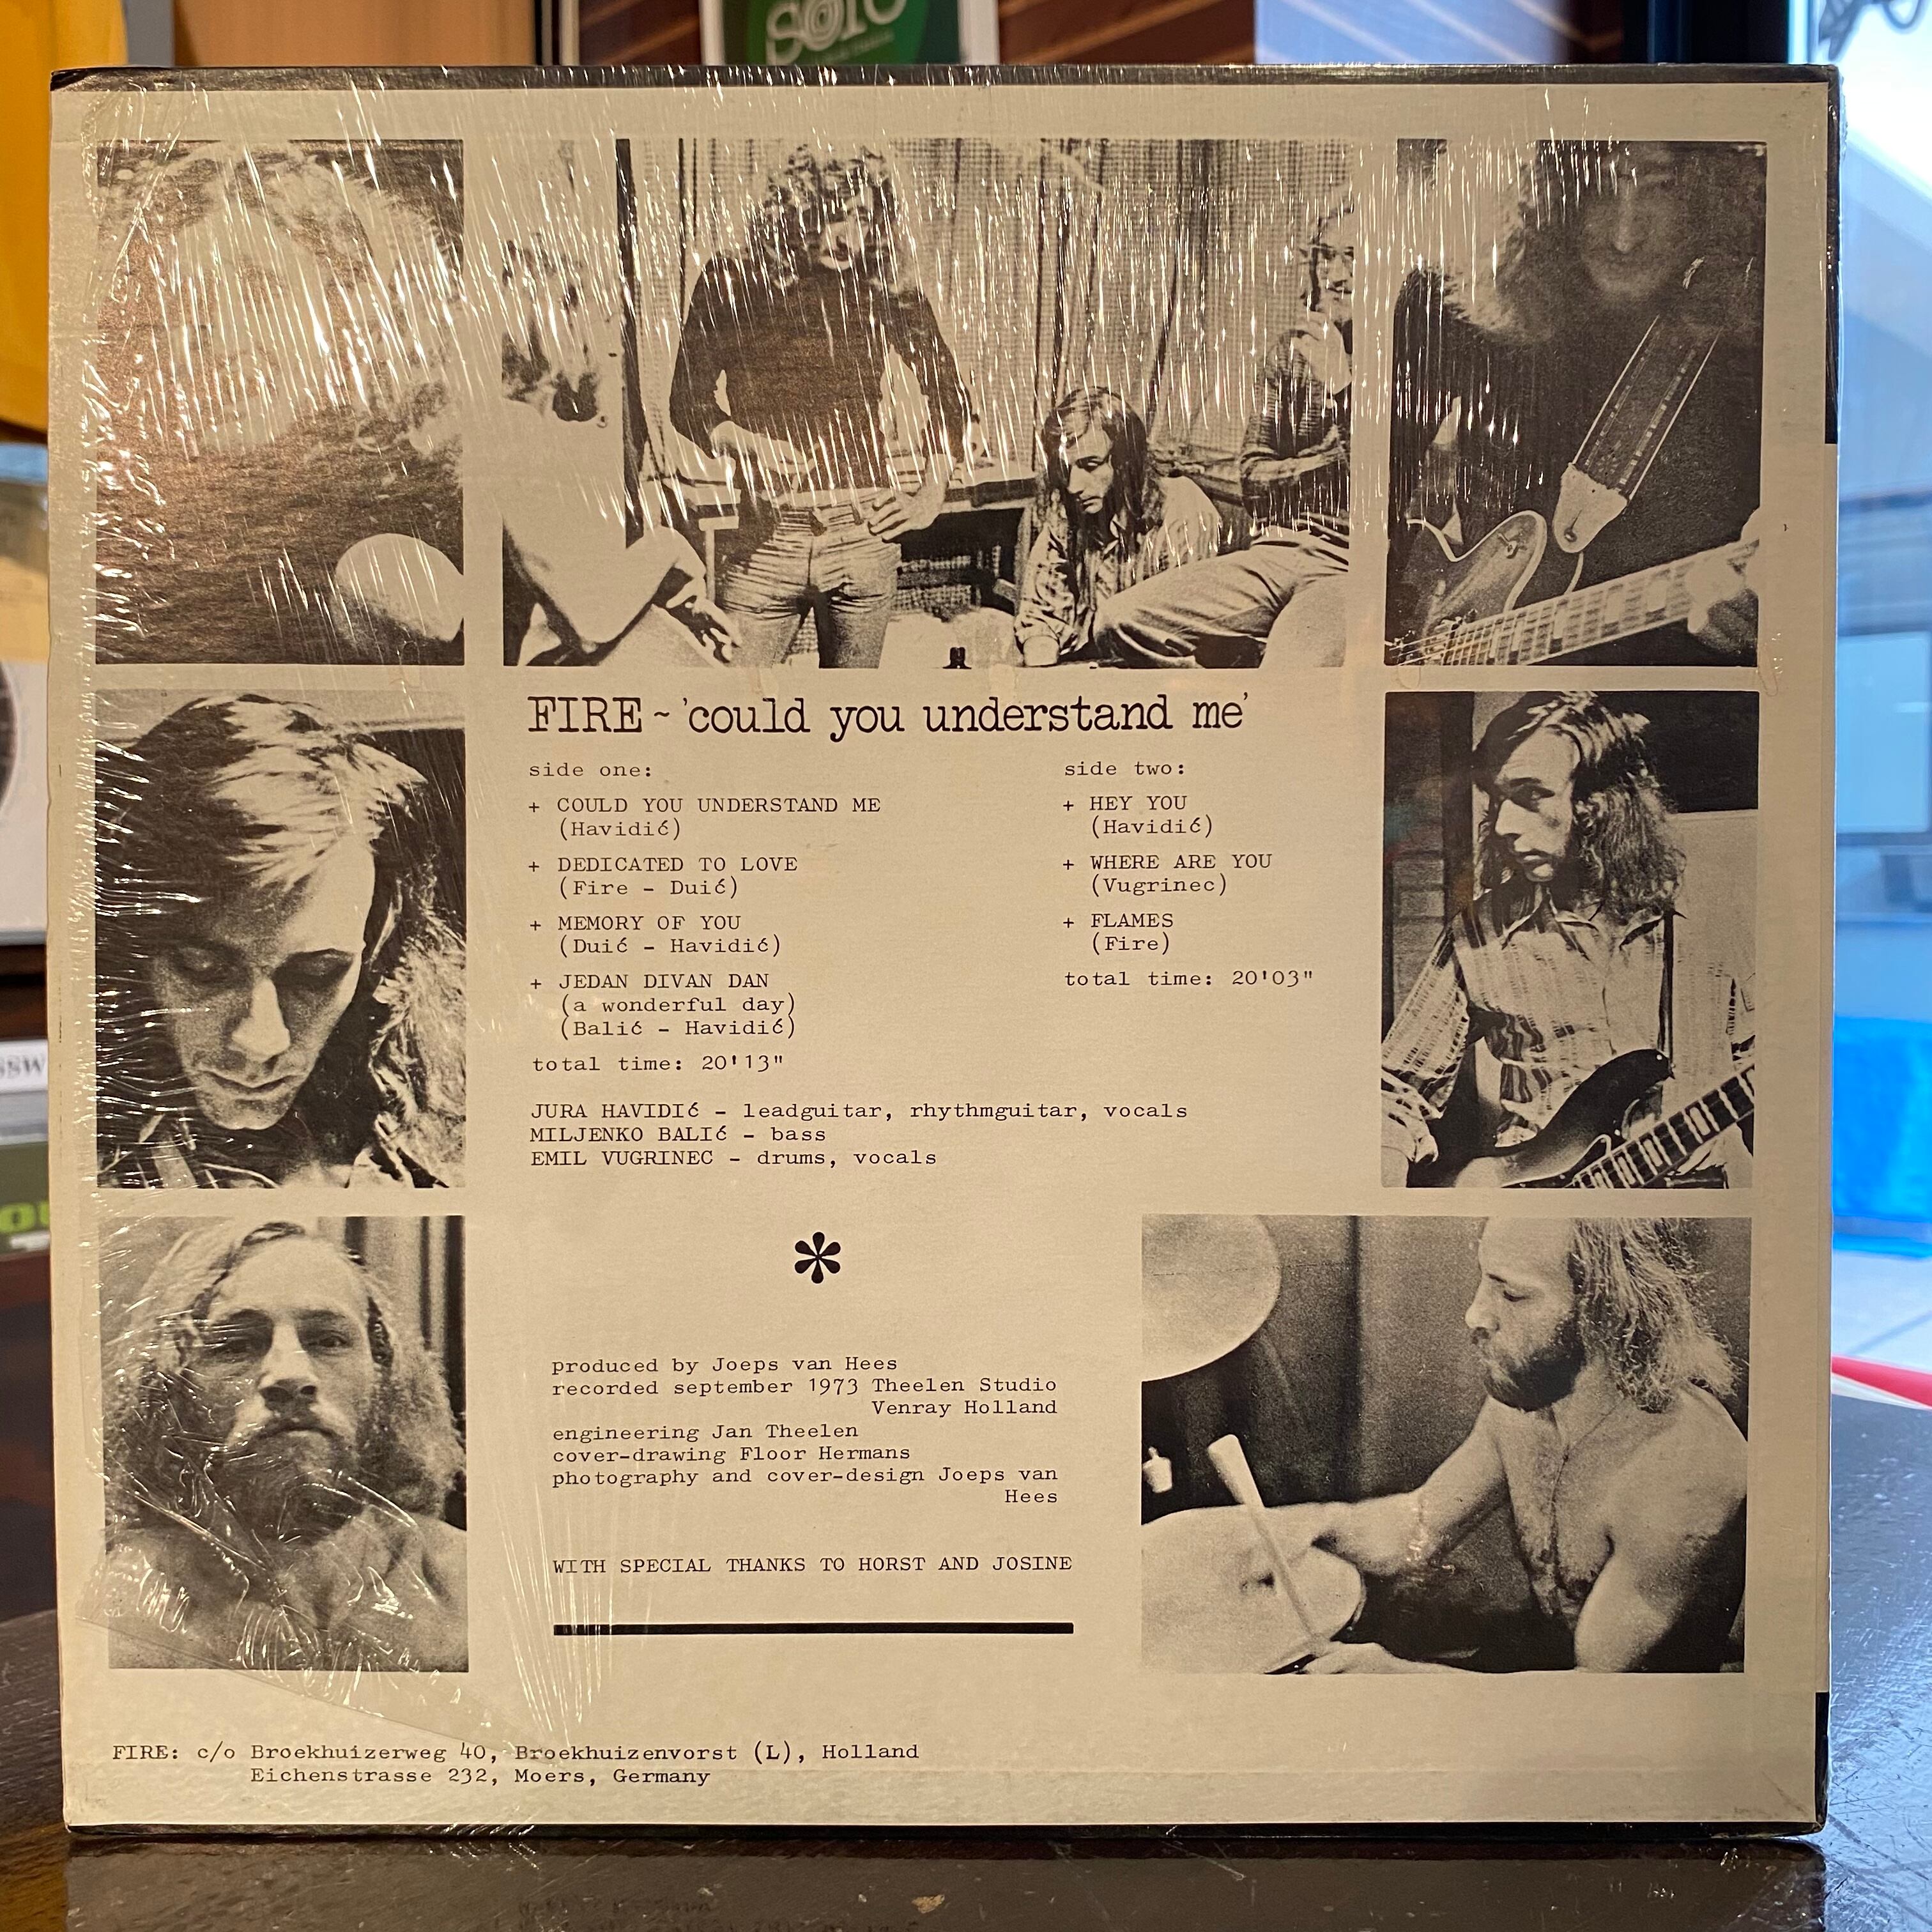 FIRE ~ 'could you understand me'
side one:
+ COULD YOU UNDERSTAND ME
(Havidić)
+ DEDICATED TO LOVE
(Fire - Duić)
+ MEMORY OF YOU
(Duić - Havidić)
+ JEDAN DIVAN DAN
(a wonderful day)
(Balić - Havidić)
total time: 20'13"
side two:
+ HEY YOU
(Havidić)
+ WHERE ARE YOU
(Vugrinec)
+ FLAMES
(Fire)
total time: 20'03"
JURA HAVIDIć - leadguitar, rhythmguitar, vocals
MILJENKO BALIć - bass
EMIL VUGRINEC - drums, vocals
*
produced by Joeps van Hees
recorded september 1973 Theelen Studio
Venray Holland
engineering Jan Theelen
cover-drawing Floor Hermans
photography and cover-design Joeps van
Hees
WITH SPECIAL THANKS TO HORST AND JOSINE
FIRE: c/o Broekhuizerweg 40, Broekhuizenvorst (L), Holland
Eichenstrasse 232, Moers, Germany